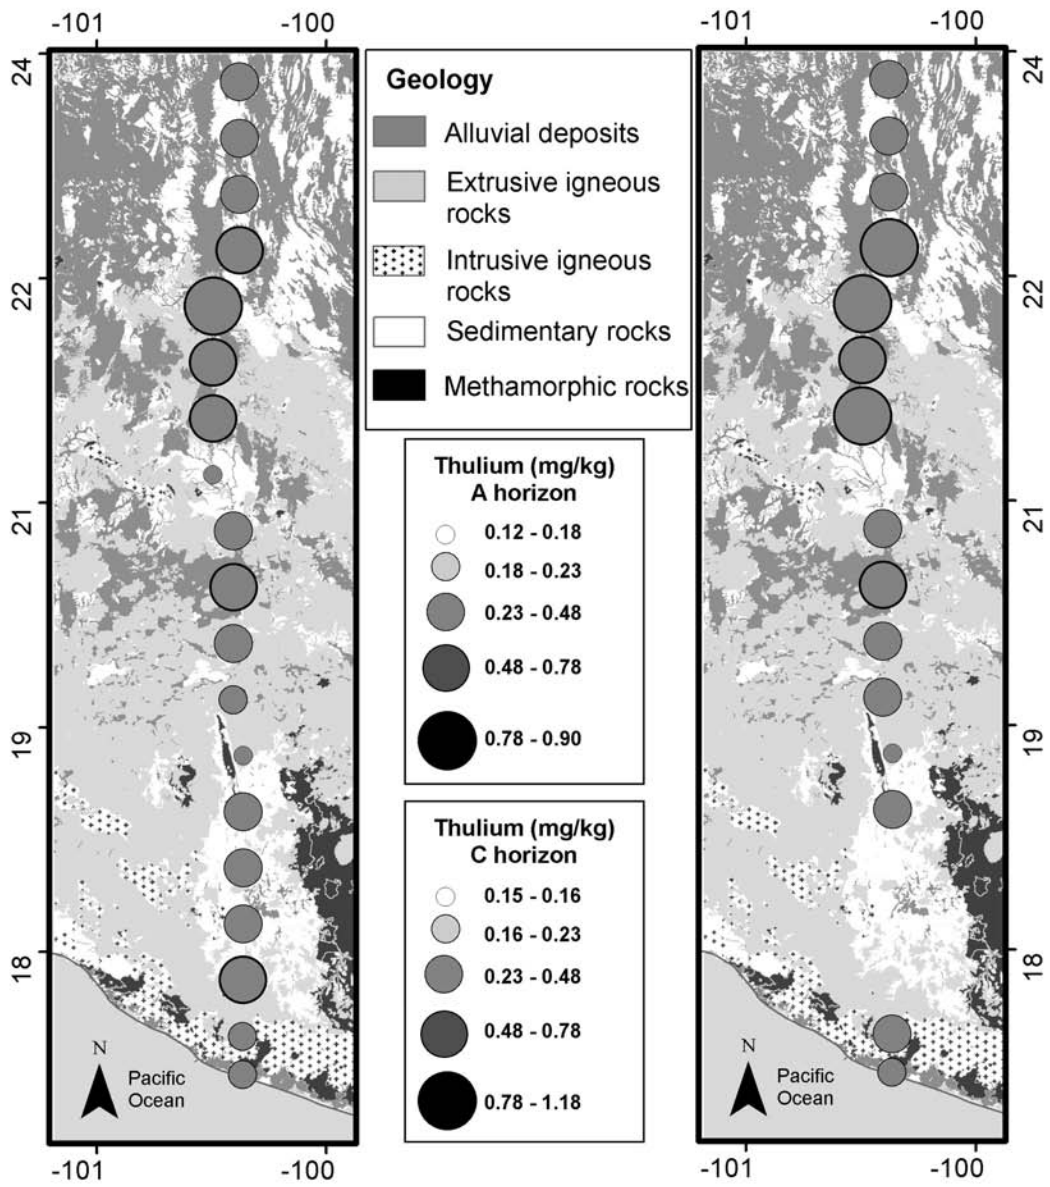 -101 -100
24
22
21
19
18
N
Pacific
Ocean
-101 -100
Geology
Alluvial deposits
Extrusive igneous
rocks
Intrusive igneous
rocks
Sedimentary rocks
Methamorphic rocks
Thulium (mg/kg)
A horizon
0.12 - 0.18
0.18 - 0.23
0.23 - 0.48
0.48 - 0.78
0.78 - 0.90
Thulium (mg/kg)
C horizon
0.15 - 0.16
0.16 - 0.23
0.23 - 0.48
0.48 - 0.78
0.78 - 1.18
-101 -100
24
22
21
19
18
N
Pacific
Ocean
-101 -100